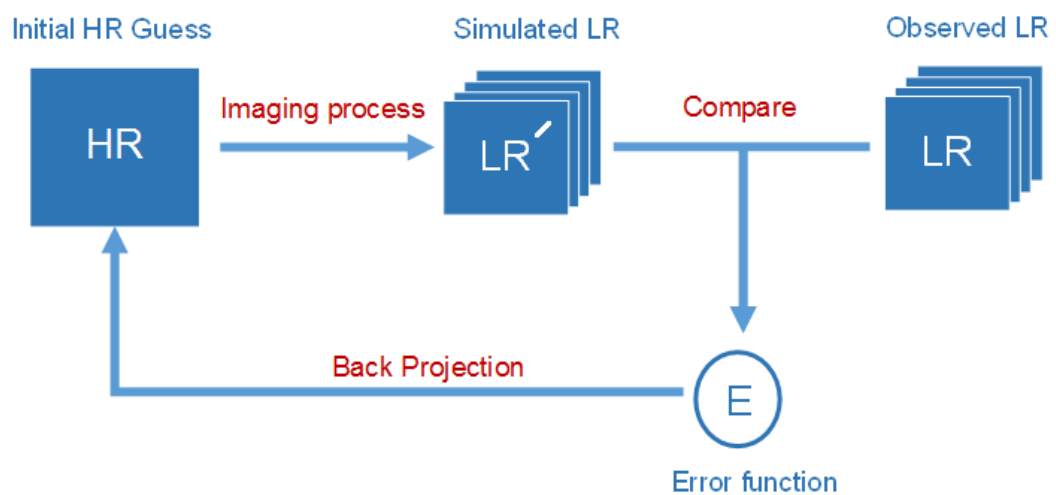 Initial HR Guess
Simulated LR
Observed LR
Imaging process
Compare
HR
LR′
LR
Back Projection
E
Error function